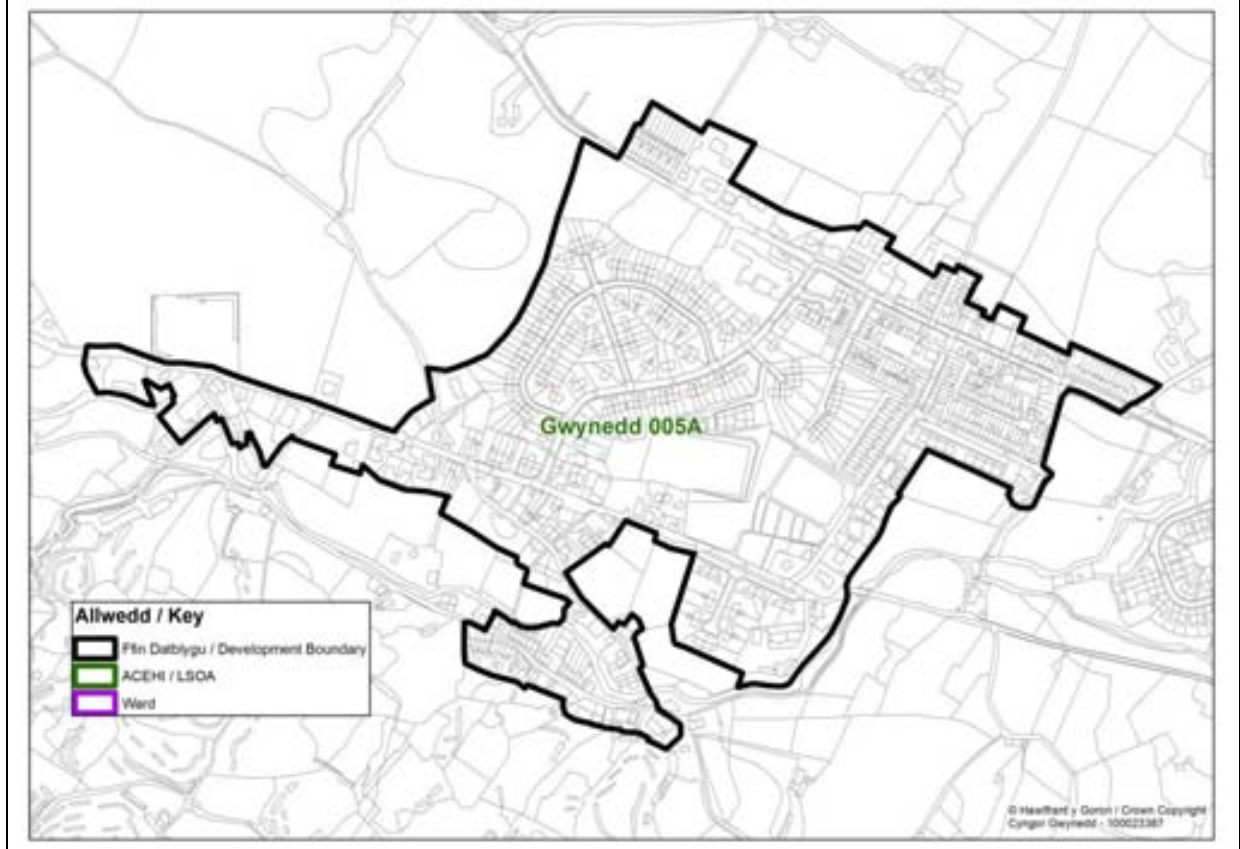 Gwynedd 005A
Allwedd / Key
Ffin Datblygu / Development Boundary
ACEHI / LSOA
Ward
© Hawlfraint y Goron / Crown Copyright
Cyngor Gwynedd - 100023387